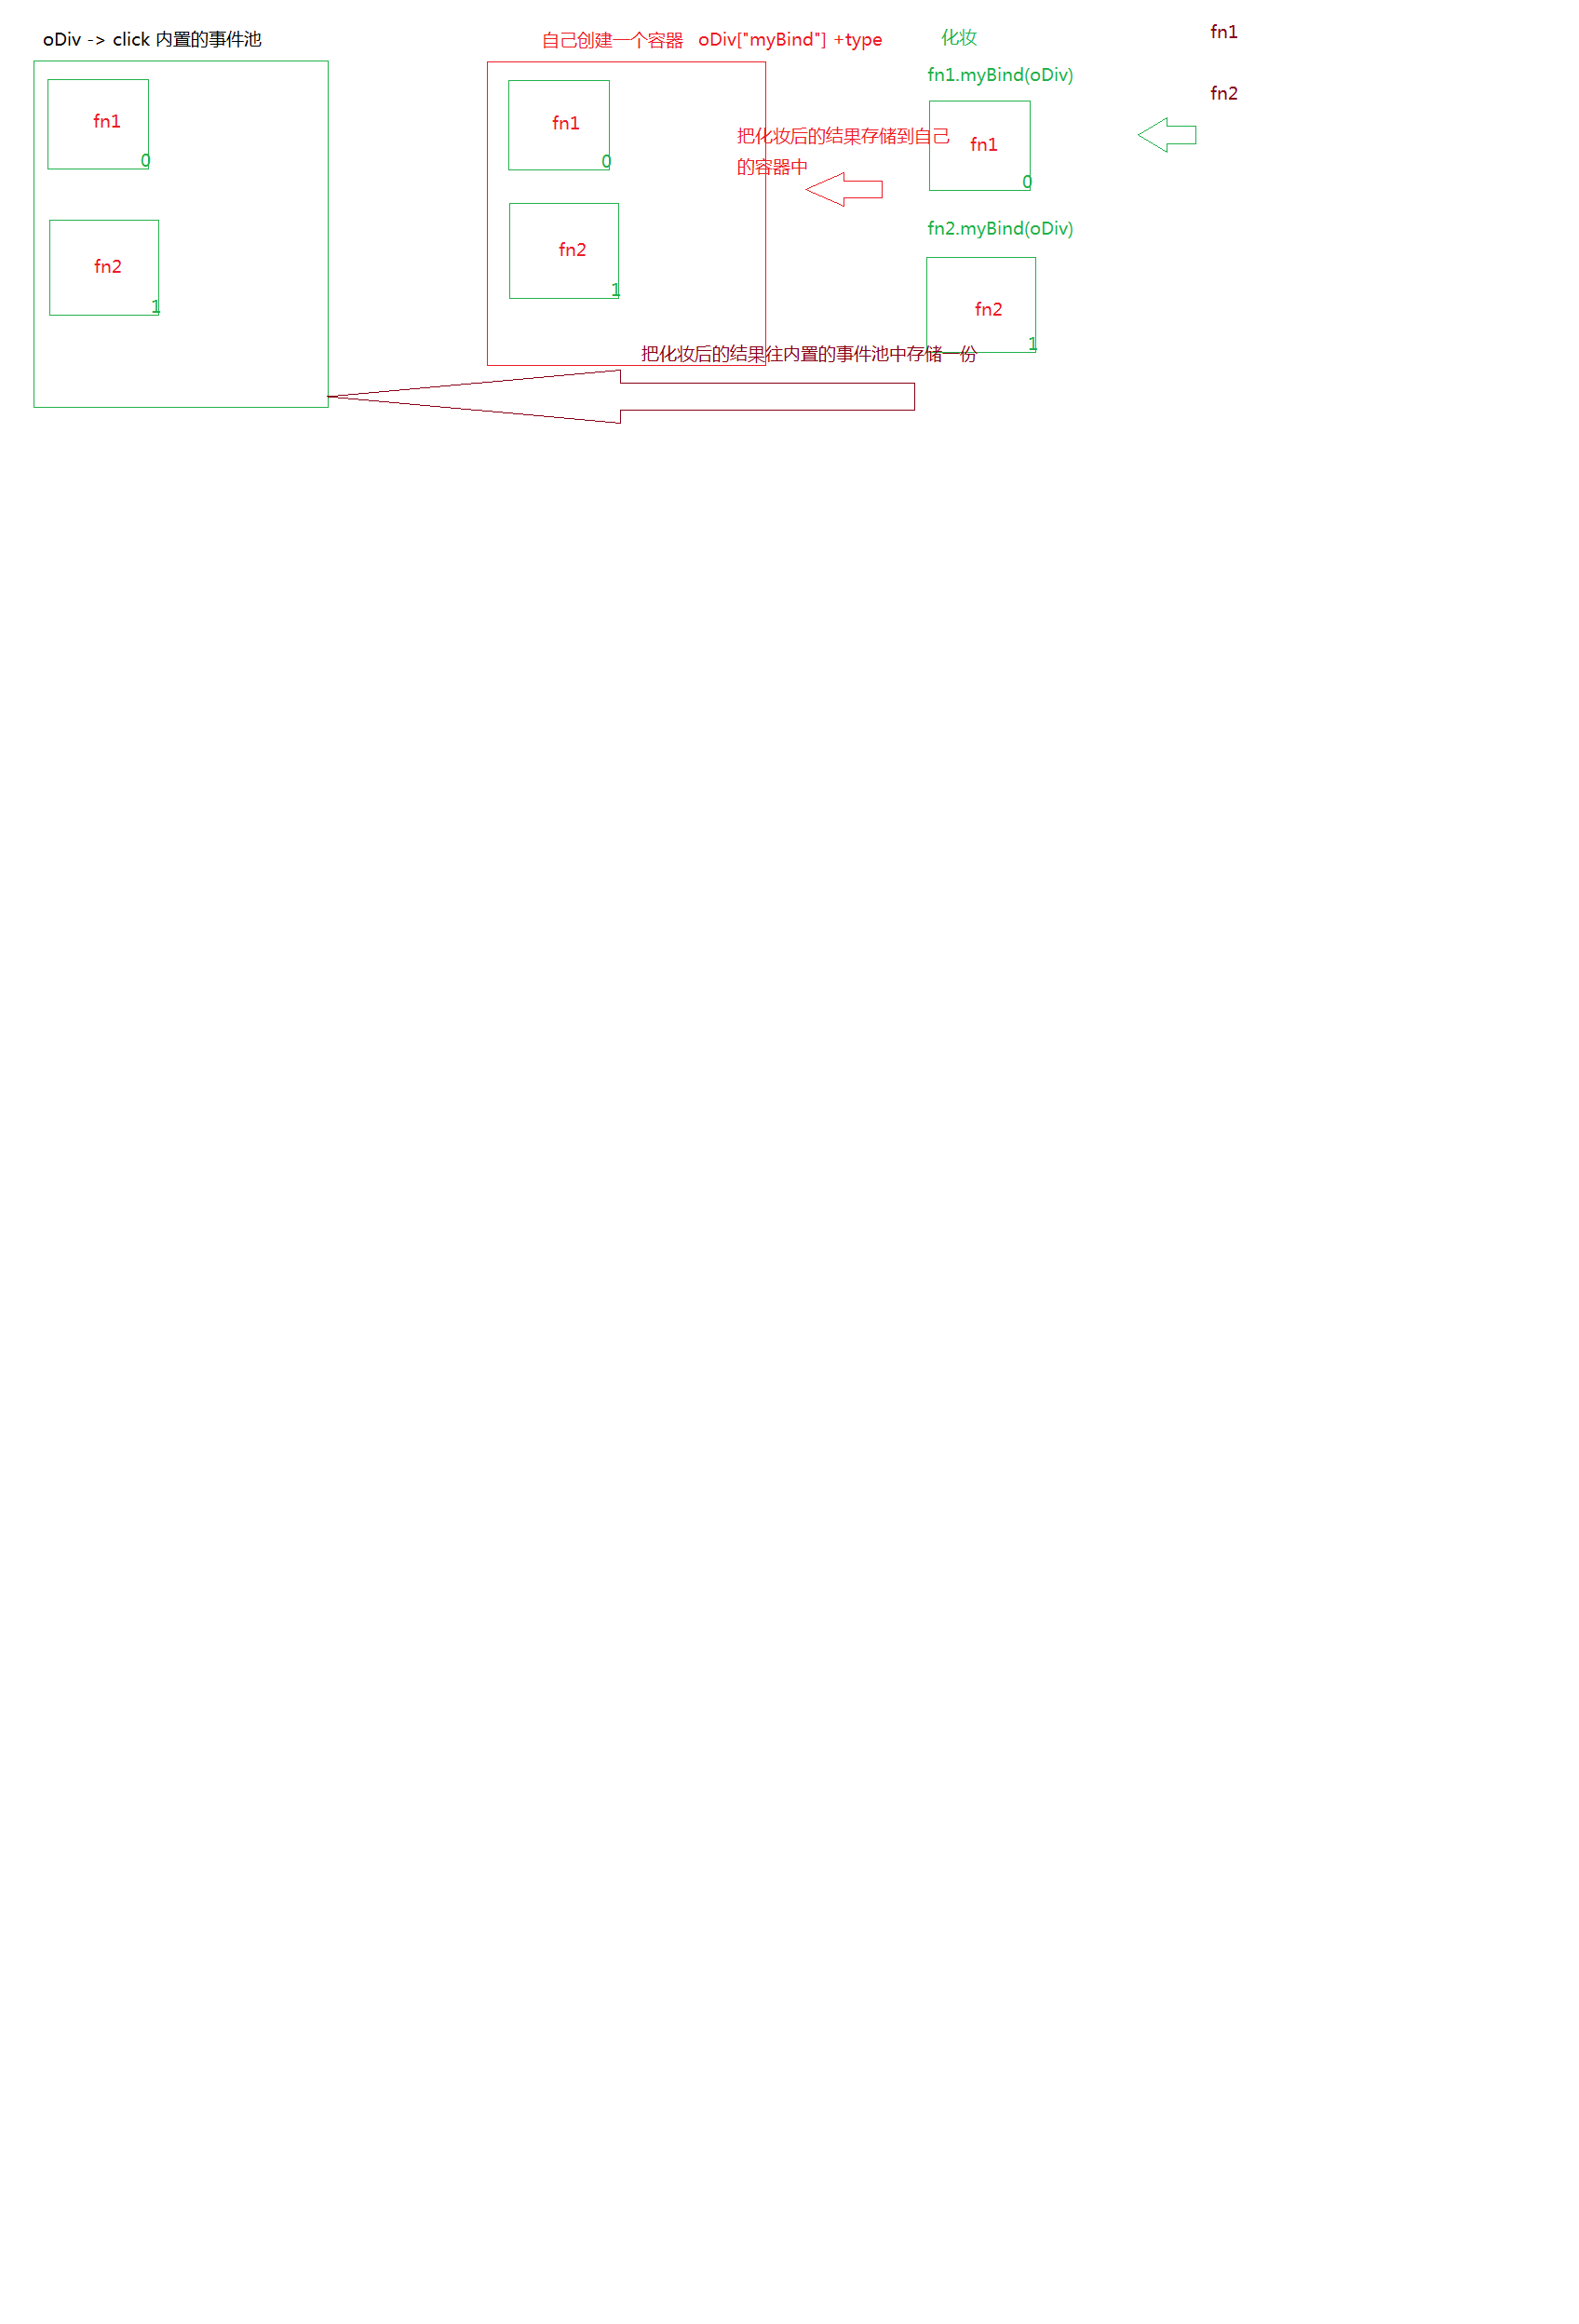 oDiv -> click 内置的事件池
fn1
0
fn2
1
自己创建一个容器 oDiv["myBind"] +type
fn1
0
fn2
1
把化妆后的结果存储到自己
的容器中
把化妆后的结果往内置的事件池中存储一份
化妆
fn1.myBind(oDiv)
fn1
0
fn2.myBind(oDiv)
fn2
1
fn1
fn2